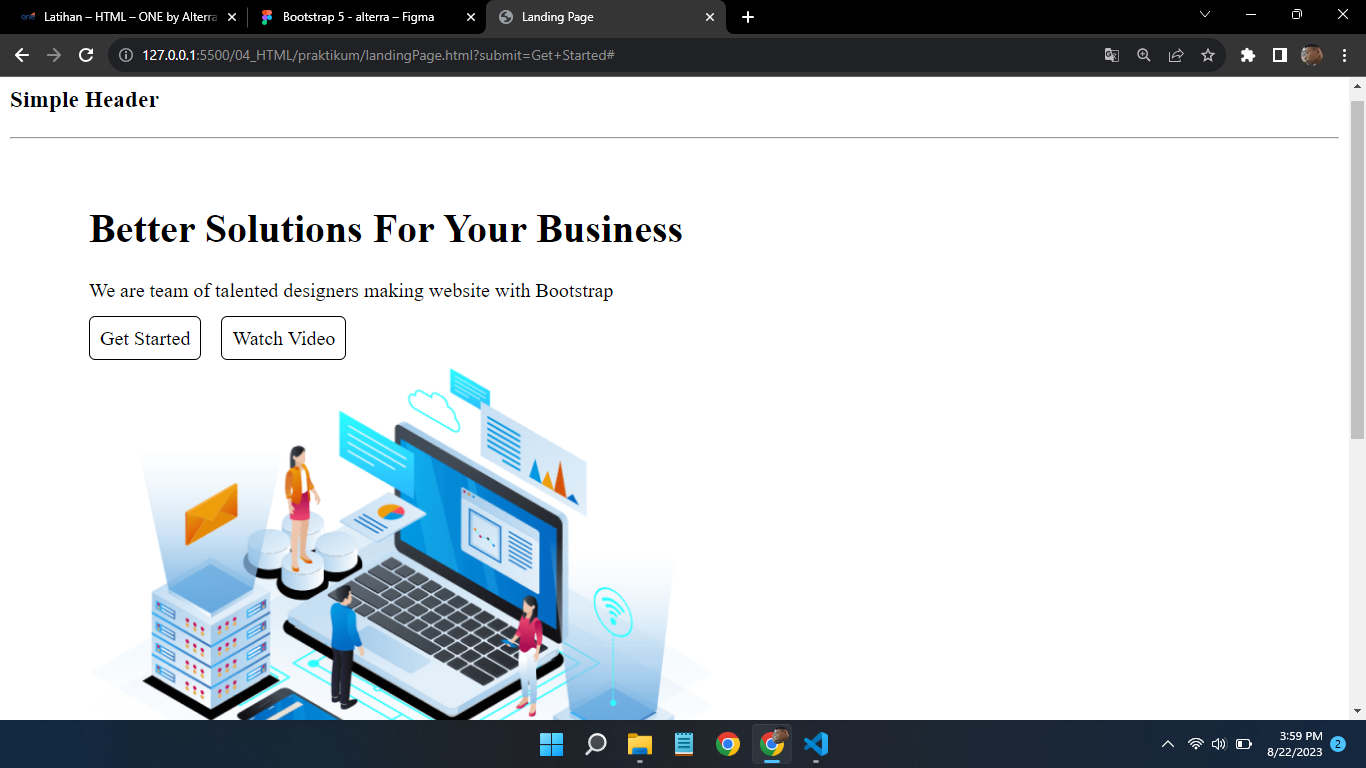 Latihan – HTML – ONE by Alterra
Bootstrap 5 - alterra – Figma
Landing Page
127.0.0.1:5500/04_HTML/praktikum/landingPage.html?submit=Get+Started#
Simple Header
Better Solutions For Your Business
We are team of talented designers making website with Bootstrap
Get Started
Watch Video
3:59 PM
8/22/2023
2